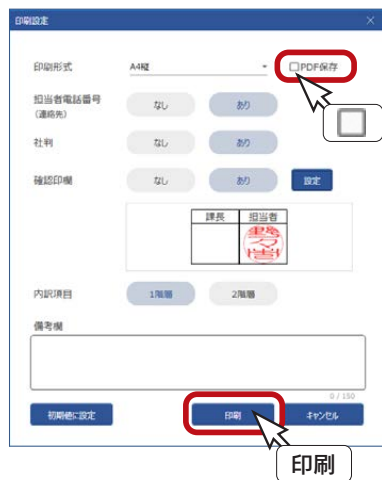 印刷設定
印刷形式 A4縦 PDF保存
担当者電話番号 なし あり
(連絡先)
社判 なし あり
確認印欄 なし あり 設定
課長 担当者
内訳項目 1階層 2階層
備考欄
0 / 150
初期値に設定 印刷 キャンセル
印刷